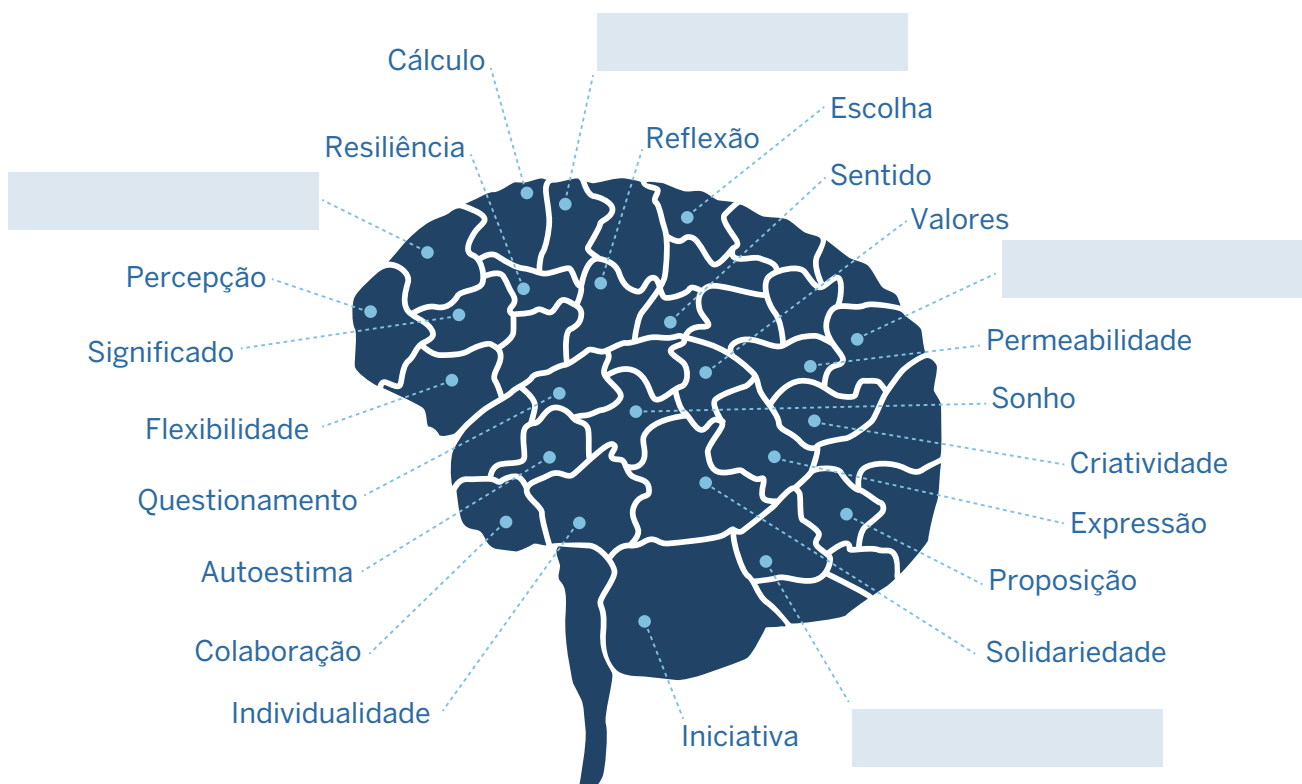 Cálculo
Escolha
Reflexão
Resiliência
Sentido
Valores
Percepção
Permeabilidade
Significado
Sonho
Flexibilidade
Criatividade
Questionamento
Expressão
Autoestima
Proposição
Colaboração
Solidariedade
Individualidade
Iniciativa